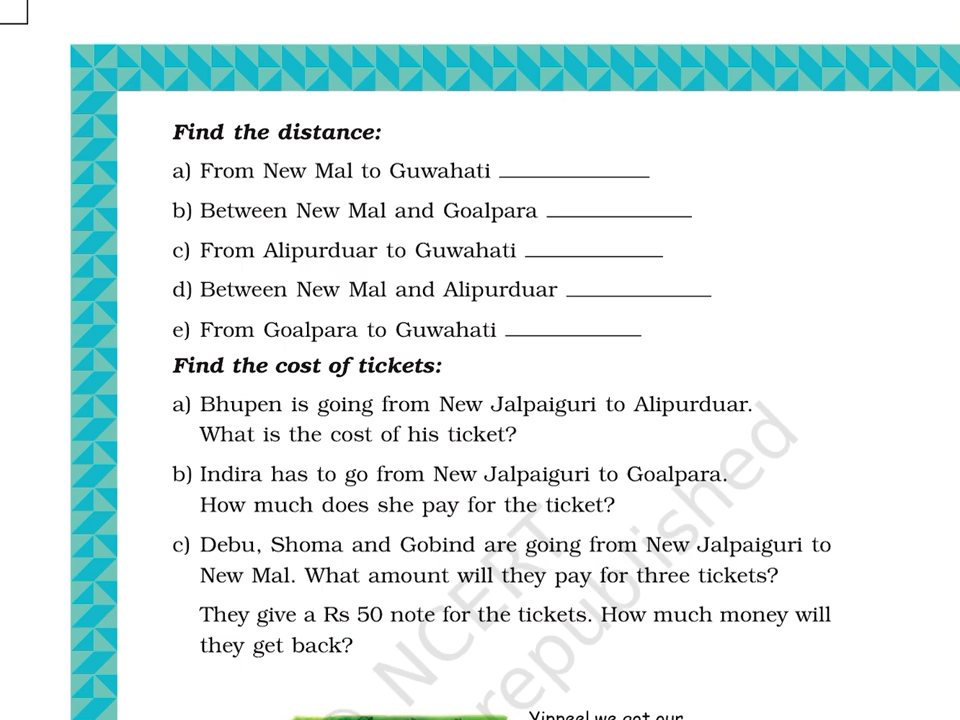 Find the distance:
a) From New Mal to Guwahati
b) Between New Mal and Goalpara
c) From Alipurduar to Guwahati
d) Between New Mal and Alipurduar
e) From Goalpara to Guwahati
Find the cost of tickets:
a) Bhupen is going from New Jalpaiguri to Alipurduar.
What is the cost of his ticket?
b) Indira has to go from New Jalpaiguri to Goalpara.
How much does she pay for the ticket?
c) Debu, Shoma and Gobind are going from New Jalpaiguri to
New Mal. What amount will they pay for three tickets?
They give a Rs 50 note for the tickets. How much money will
they get back?
© NCERT
republished
we got our